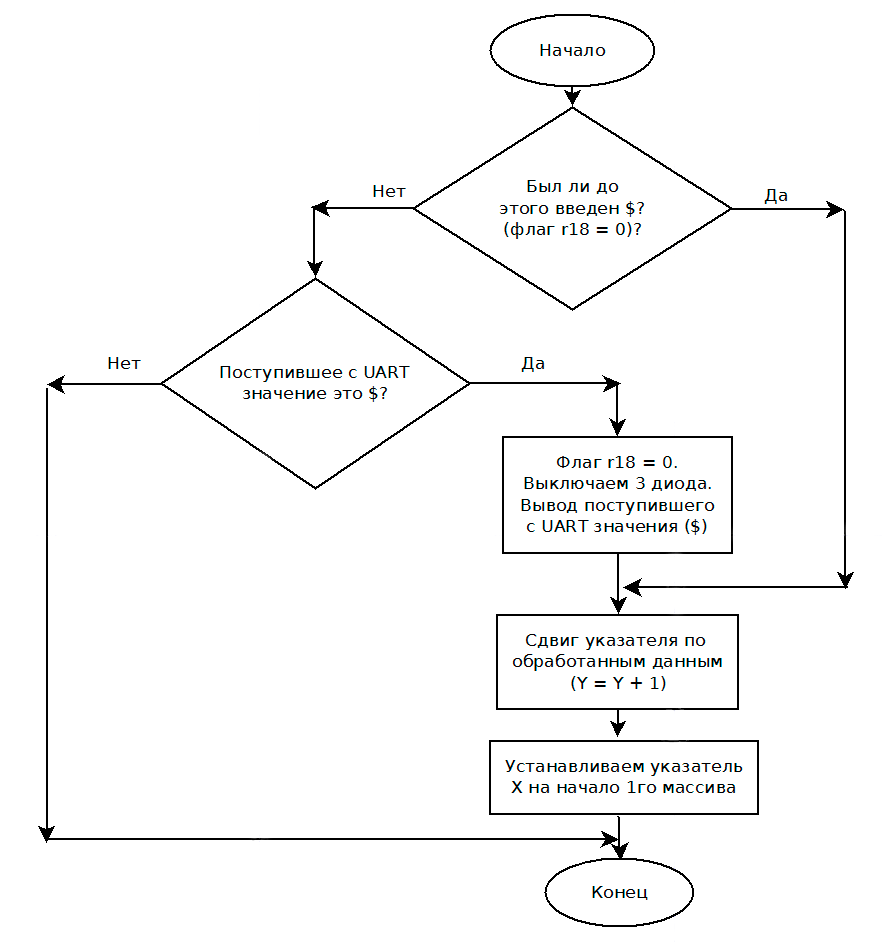 Начало
Был ли до
этого введен $?
(флаг r18 = 0)?
Нет
Да
Поступившее с UART
значение это $?
Нет
Да
Флаг r18 = 0.
Выключаем 3 диода.
Вывод поступившего
с UART значения ($)
Сдвиг указателя по
обработанным данным
(Y = Y + 1)
Устанавливаем указатель
X на начало 1го массива
Конец